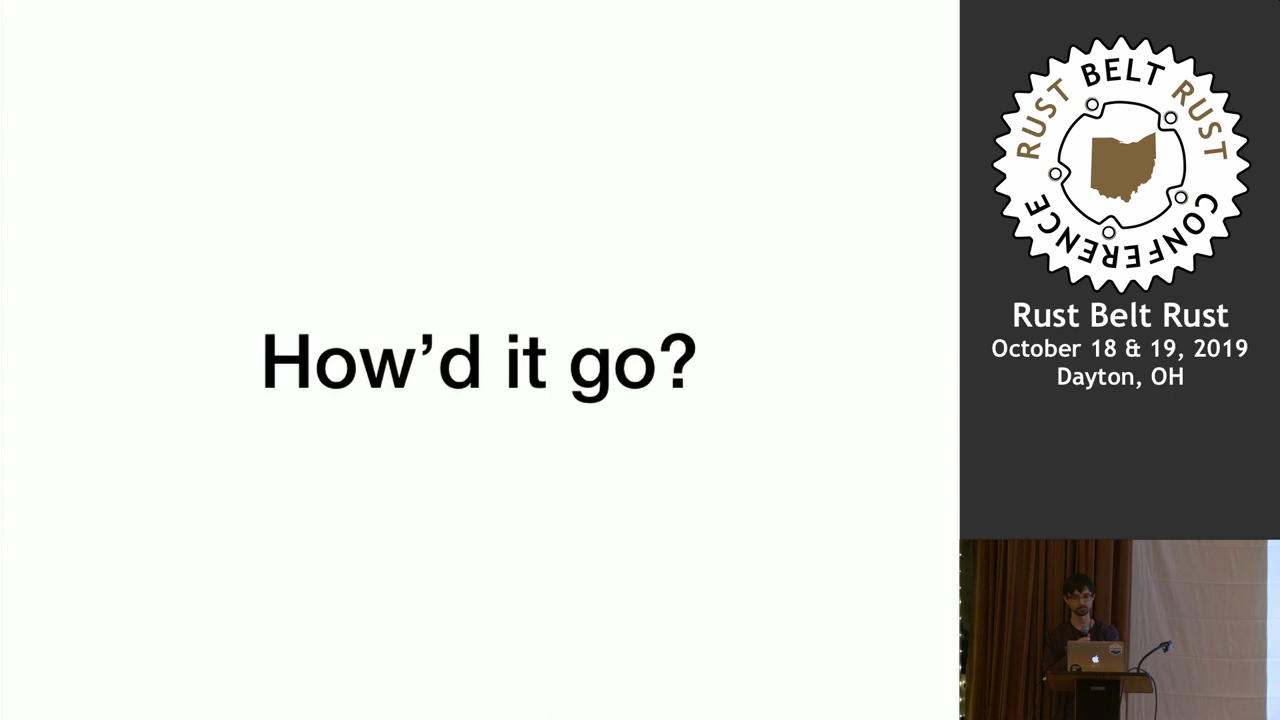 How’d it go?
RUST BELT RUST
CONFERENCE
Rust Belt Rust
October 18 & 19, 2019
Dayton, OH